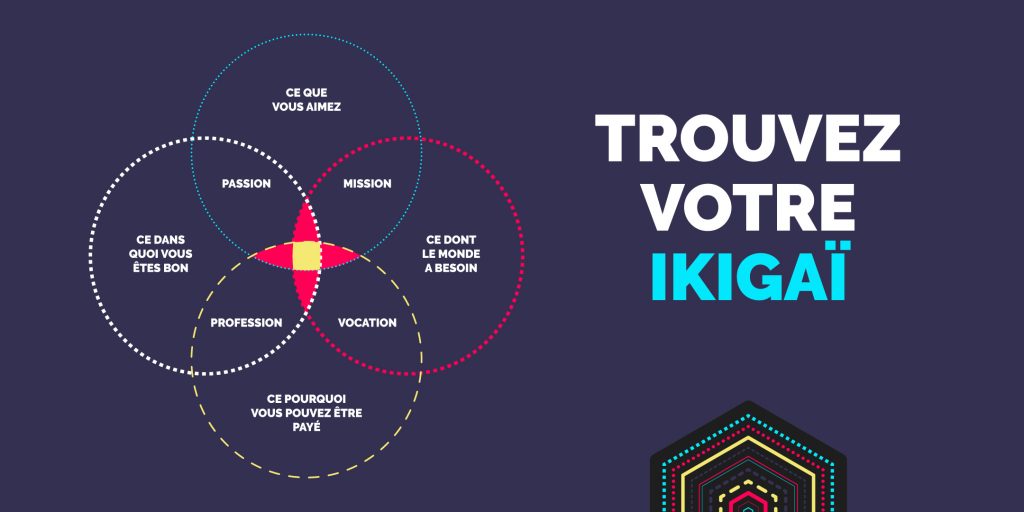 CE QUE
VOUS AIMEZ
PASSION
MISSION
CE DANS
QUOI VOUS
ÊTES BON
CE DONT
LE MONDE
A BESOIN
PROFESSION
VOCATION
CE POURQUOI
VOUS POUVEZ ÊTRE
PAYÉ
TROUVEZ
VOTRE
IKIGAÏ